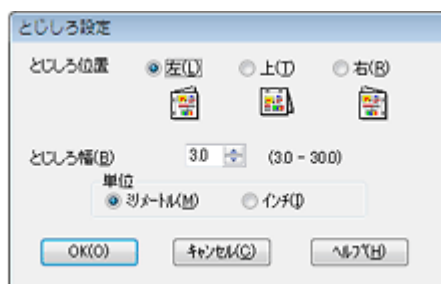 とじしろ設定
とじしろ位置 左(L) 上(T) 右(R)
とじしろ幅(B) 3.0 (3.0 - 30.0)
単位
ミリメートル(M) インチ(I)
OK(O) キャンセル(C) ヘルプ(H)